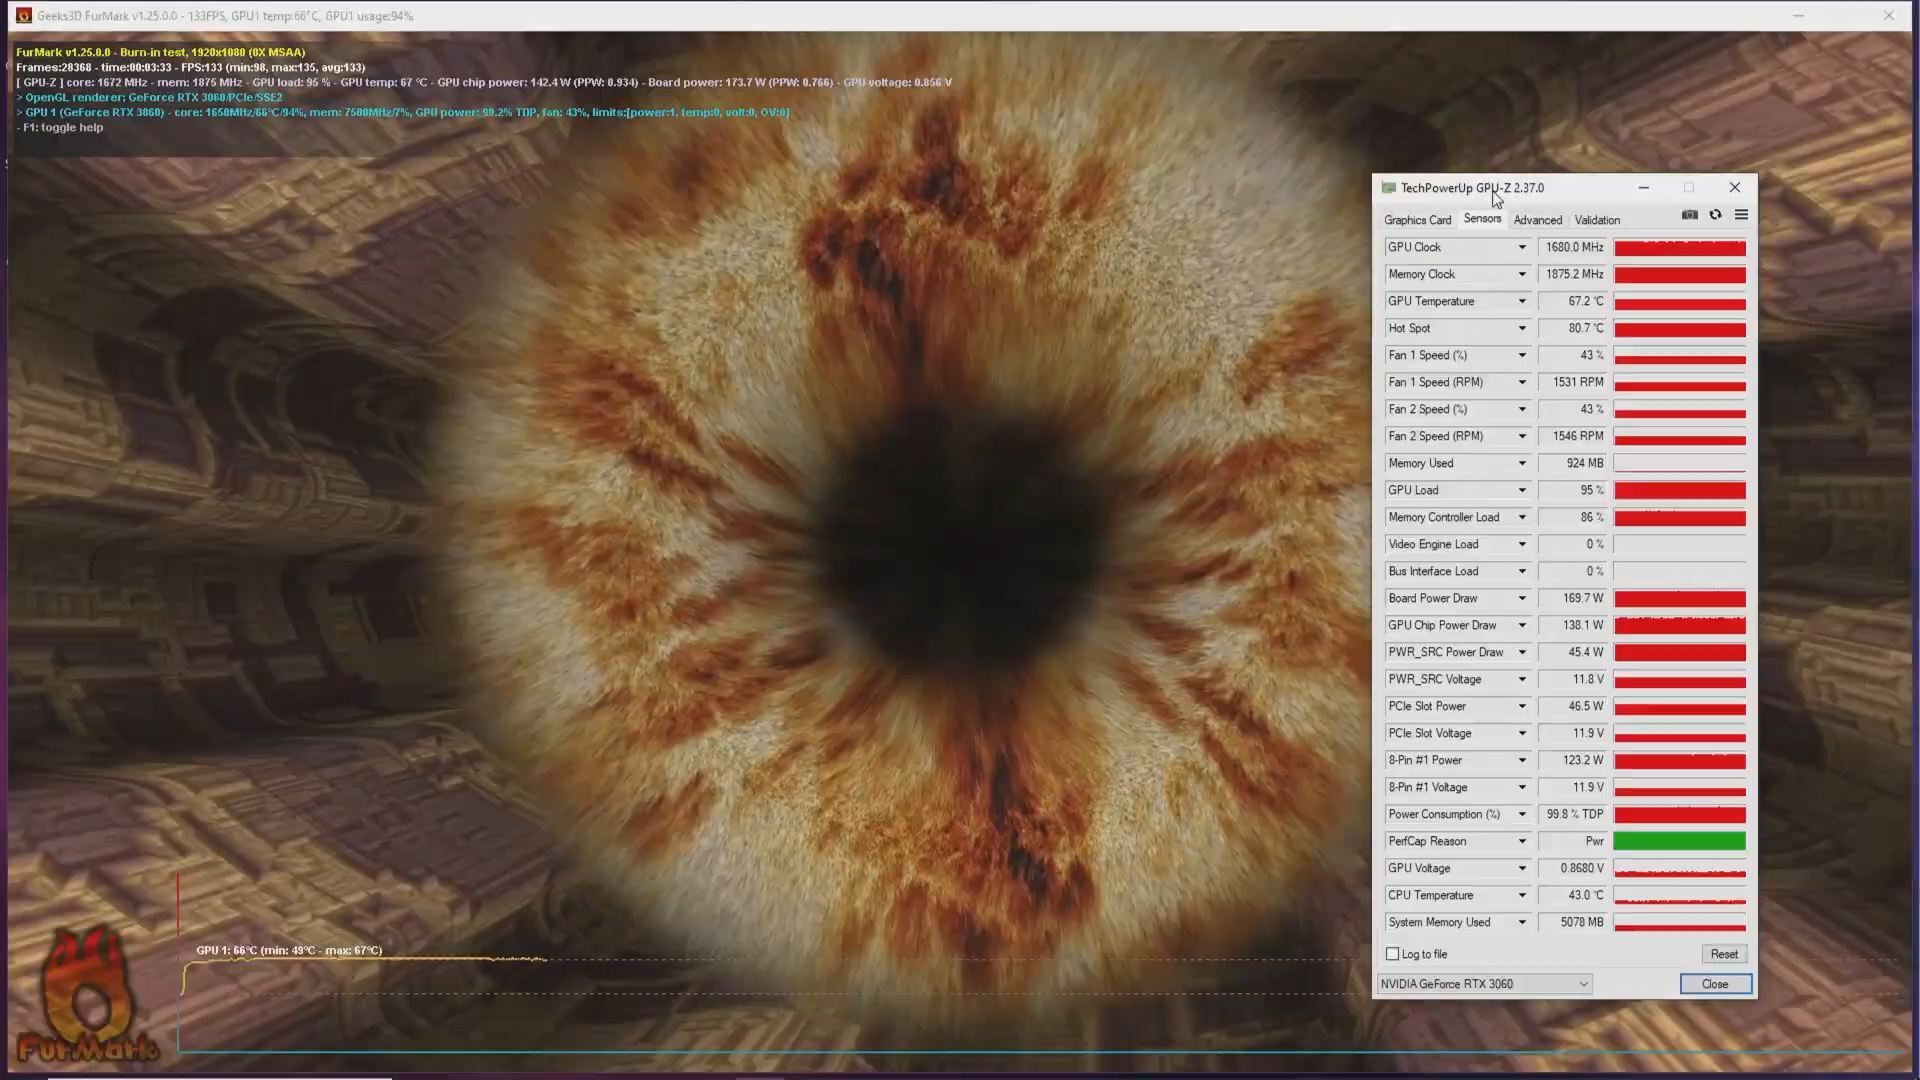 Geeks3D FurMark v1.25.0.0 - 133FPS, GPU1 temp:66°C, GPU1 usage:94%
FurMark v1.25.0.0 - Burn-in test, 1920x1080 (0X MSAA)
Frames:28368 - time:00:03:33 - FPS:133 (min:98, max:135, avg:133)
[ GPU-Z ] core: 1672 MHz - mem: 1875 MHz - GPU load: 95 % - GPU temp: 67 °C - GPU chip power: 142.4 W (PPW: 0.934) - Board power: 173.7 W (PPW: 0.766) - GPU voltage: 0.856 V
> OpenGL renderer: GeForce RTX 3060/PCIe/SSE2
> GPU 1 (GeForce RTX 3060) - core: 1650MHz/66°C/94%, mem: 7500MHz/7%, GPU power: 99.2% TDP, fan: 43%, limits:[power:1, temp:0, volt:0, OV:0]
- F1: toggle help
TechPowerUp GPU-Z 2.37.0
Graphics Card Sensors Advanced Validation
GPU Clock 1680.0 MHz
Memory Clock 1875.2 MHz
GPU Temperature 67.2 °C
Hot Spot 80.7 °C
Fan 1 Speed (%) 43 %
Fan 1 Speed (RPM) 1531 RPM
Fan 2 Speed (%) 43 %
Fan 2 Speed (RPM) 1546 RPM
Memory Used 924 MB
GPU Load 95 %
Memory Controller Load 86 %
Video Engine Load 0 %
Bus Interface Load 0 %
Board Power Draw 169.7 W
GPU Chip Power Draw 138.1 W
PWR_SRC Power Draw 45.4 W
PWR_SRC Voltage 11.8 V
PCIe Slot Power 46.5 W
PCIe Slot Voltage 11.9 V
8-Pin #1 Power 123.2 W
8-Pin #1 Voltage 11.9 V
Power Consumption (%) 99.8 % TDP
PerfCap Reason Pwr
GPU Voltage 0.8680 V
CPU Temperature 43.0 °C
System Memory Used 5078 MB
Log to file Reset
NVIDIA GeForce RTX 3060 Close
GPU 1: 66°C (min: 49°C - max: 67°C)
FurMark